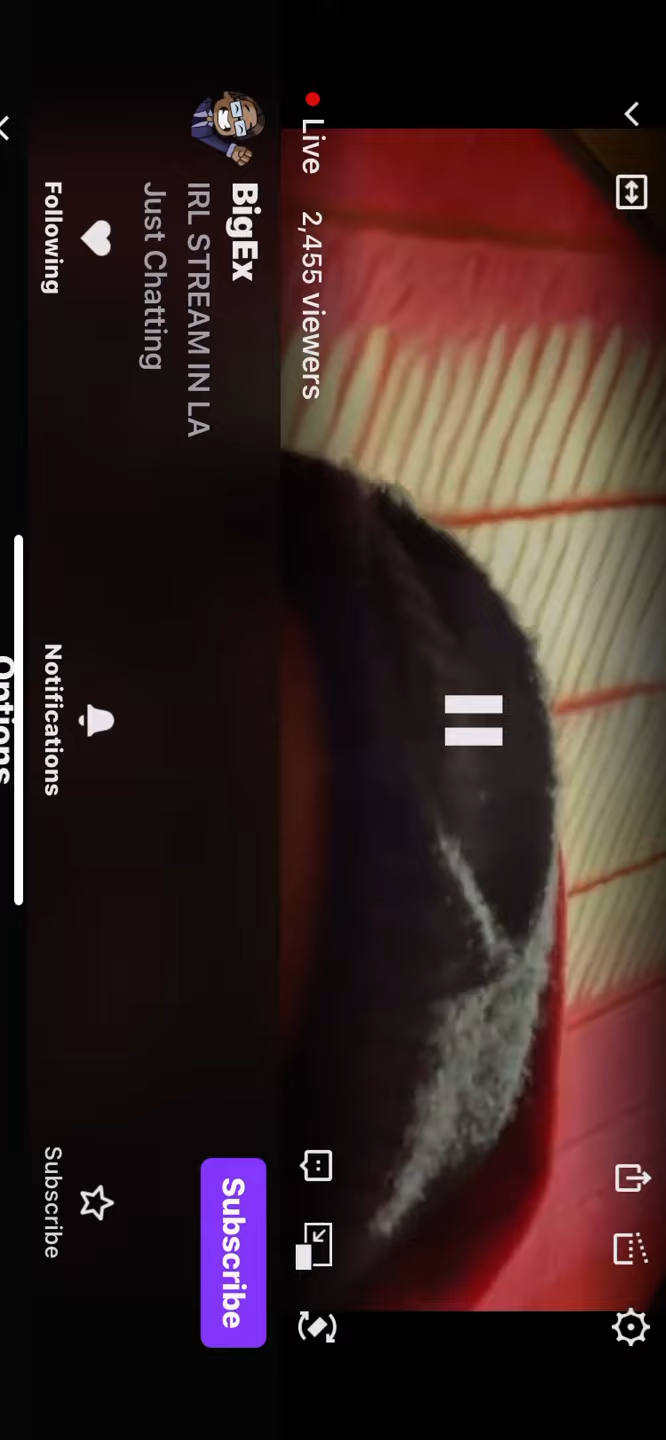 Live 2,455 viewers
BigEx
IRL STREAM IN LA
Just Chatting
Subscribe
Following
Notifications
Subscribe
Options